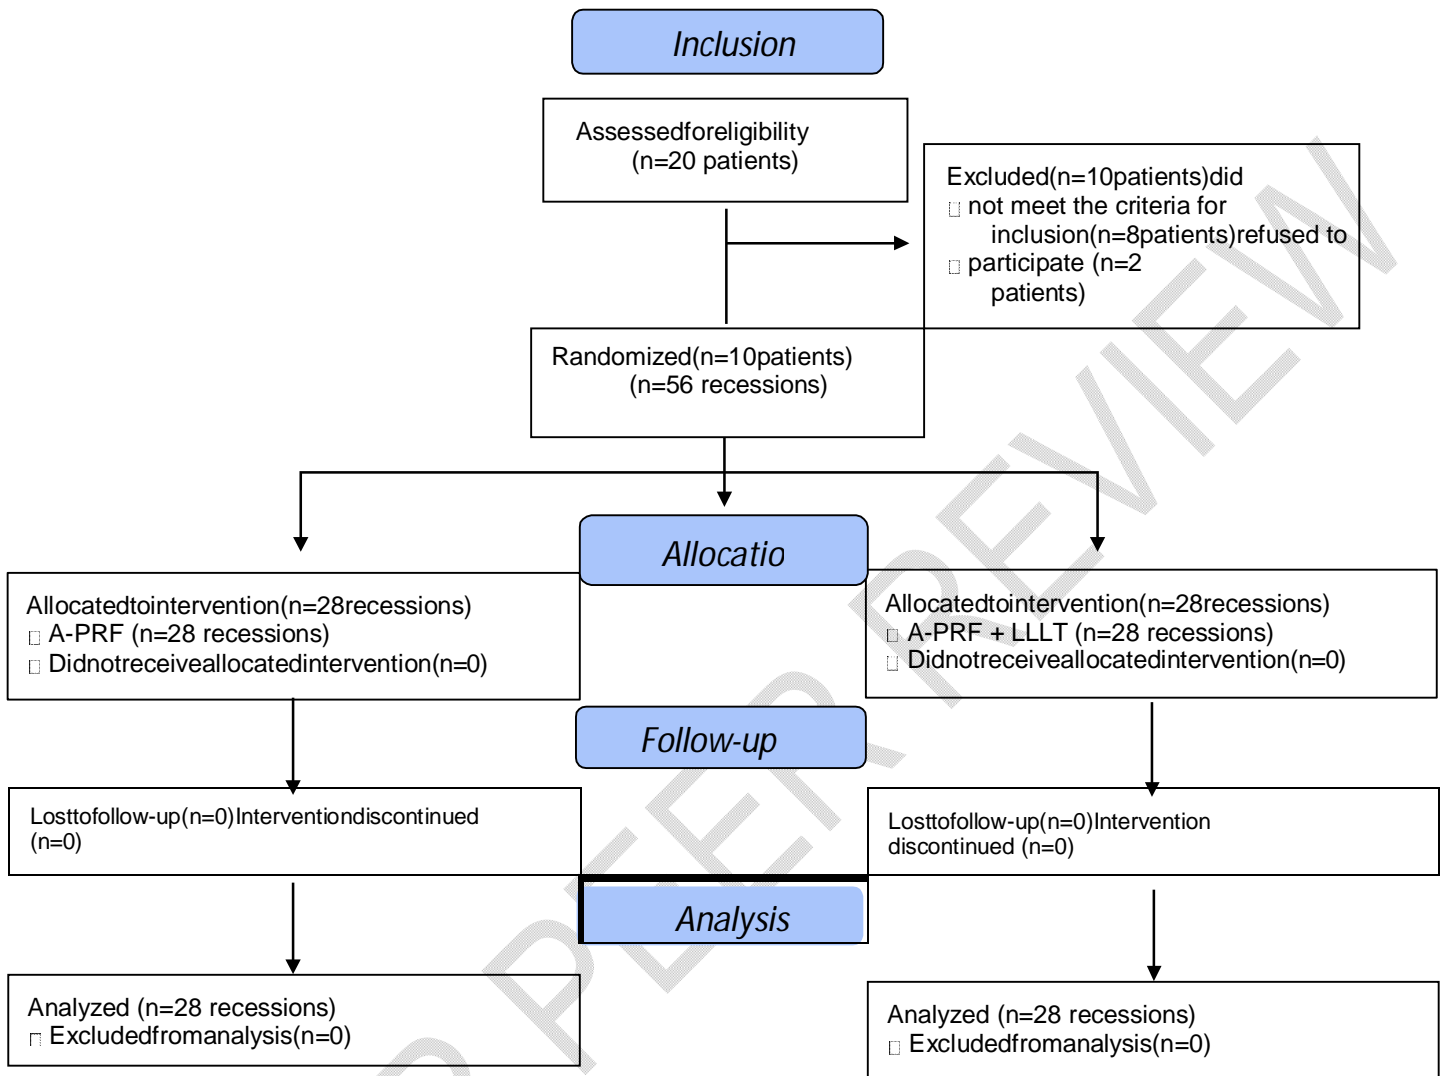 Inclusion
Assessedforeligibility
(n=20 patients)
Excluded(n=10patients)did
not meet the criteria for
inclusion(n=8patients)refused to
participate (n=2
patients)
Randomized(n=10patients)
(n=56 recessions)
Allocatio
Allocatedtointervention(n=28recessions)
A-PRF (n=28 recessions)
Didnotreceiveallocatedintervention(n=0)
Allocatedtointervention(n=28recessions)
A-PRF + LLLT (n=28 recessions)
Didnotreceiveallocatedintervention(n=0)
Follow-up
Losttofollow-up(n=0)Interventiondiscontinued
(n=0)
Losttofollow-up(n=0)Intervention
discontinued (n=0)
Analysis
Analyzed (n=28 recessions)
Excludedfromanalysis(n=0)
Analyzed (n=28 recessions)
Excludedfromanalysis(n=0)
R PEER REVIEW